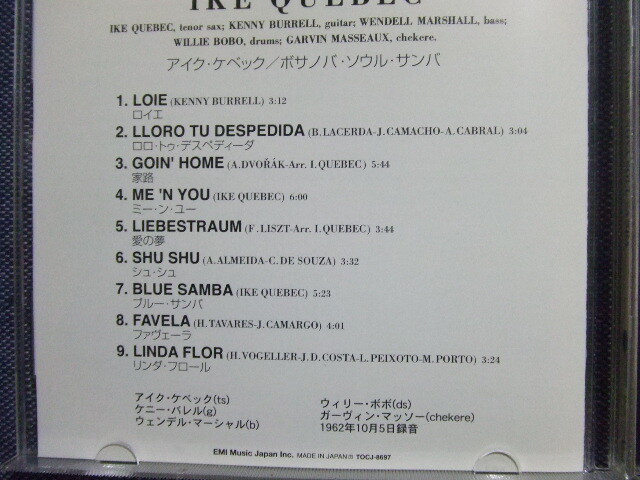 IKE QUEBEC
IKE QUEBEC, tenor sax; KENNY BURRELL, guitar; WENDELL MARSHALL, bass;
WILLIE BOBO, drums; GARVIN MASSEAUX, chekere.
アイク・ケベック／ボサノバ・ソウル・サンバ
1. LOIE (KENNY BURRELL) 3:12
ロイエ
2. LLORO TU DESPEDIDA (B. LACERDA-J. CAMACHO-A. CABRAL) 3:04
ロロ・トゥ・デスペディーダ
3. GOIN' HOME (A. DVOŘÁK-Arr. I. QUEBEC) 5:44
家路
4. ME 'N YOU (IKE QUEBEC) 6:00
ミー・ン・ユー
5. LIEBESTRAUM (F. LISZT-Arr. I. QUEBEC) 3:44
愛の夢
6. SHU SHU (A. ALMEIDA-C. DE SOUZA) 3:32
シュ・シュ
7. BLUE SAMBA (IKE QUEBEC) 5:23
ブルー・サンバ
8. FAVELA (H. TAVARES-J. CAMARGO) 4:01
ファヴェーラ
9. LINDA FLOR (H. VOGELLER-J. D. COSTA-L. PEIXOTO-M. PORTO) 3:24
リンダ・フロール
アイク・ケベック(ts)
ケニー・バレル(g)
ウェンデル・マーシャル(b)
ウィリー・ボボ(ds)
ガーヴィン・マッソー(chekere)
1962年10月5日録音
EMI Music Japan Inc. MADE IN JAPAN Ⓨ TOCJ-8697